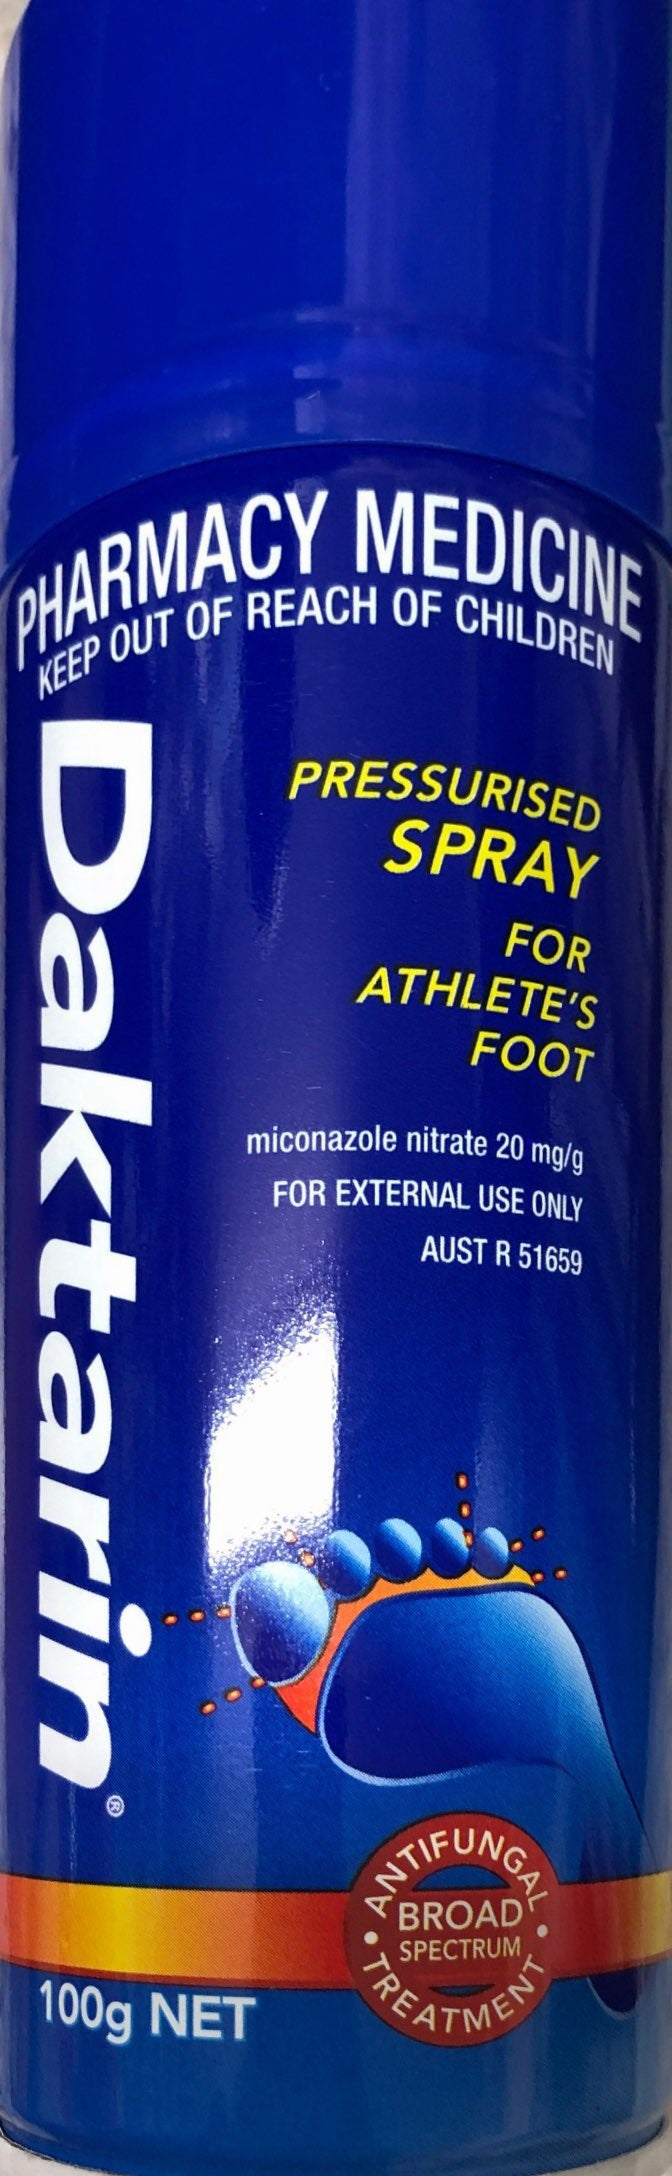 PHARMACY MEDICINE
KEEP OUT OF REACH OF CHILDREN
Daktarin®
PRESSURISED
SPRAY
FOR
ATHLETE'S
FOOT
miconazole nitrate 20 mg/g
FOR EXTERNAL USE ONLY
AUST R 51659
ANTIFUNGAL
BROAD
SPECTRUM
TREATMENT
100g NET